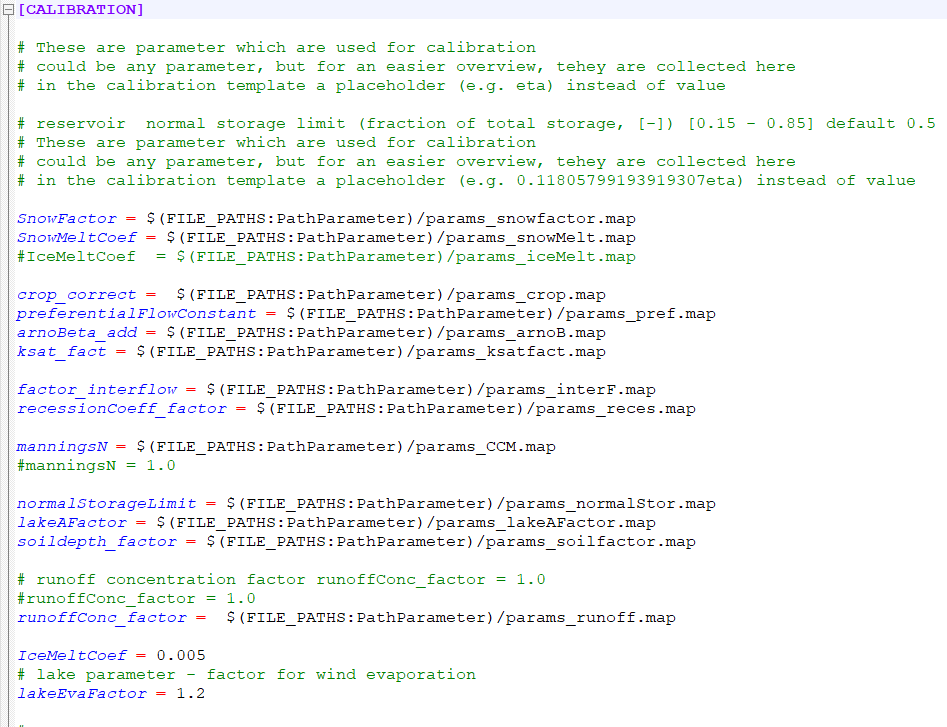 [CALIBRATION]
# These are parameter which are used for calibration
# could be any parameter, but for an easier overview, tehey are collected here
# in the calibration template a placeholder (e.g. eta) instead of value
# reservoir  normal storage limit (fraction of total storage, [-]) [0.15 - 0.85] default 0.5
# These are parameter which are used for calibration
# could be any parameter, but for an easier overview, tehey are collected here
# in the calibration template a placeholder (e.g. 0.11805799193919307eta) instead of value
SnowFactor = $(FILE_PATHS:PathParameter)/params_snowfactor.map
SnowMeltCoef = $(FILE_PATHS:PathParameter)/params_snowMelt.map
#IceMeltCoef  = $(FILE_PATHS:PathParameter)/params_iceMelt.map
crop_correct =  $(FILE_PATHS:PathParameter)/params_crop.map
preferentialFlowConstant = $(FILE_PATHS:PathParameter)/params_pref.map
arnoBeta_add = $(FILE_PATHS:PathParameter)/params_arnoB.map
ksat_fact = $(FILE_PATHS:PathParameter)/params_ksatfact.map
factor_interflow = $(FILE_PATHS:PathParameter)/params_interF.map
recessionCoeff_factor = $(FILE_PATHS:PathParameter)/params_reces.map
manningsN = $(FILE_PATHS:PathParameter)/params_CCM.map
#manningsN = 1.0
normalStorageLimit = $(FILE_PATHS:PathParameter)/params_normalStor.map
lakeAFactor = $(FILE_PATHS:PathParameter)/params_lakeAFactor.map
soildepth_factor = $(FILE_PATHS:PathParameter)/params_soilfactor.map
# runoff concentration factor runoffConc_factor = 1.0
#runoffConc_factor = 1.0
runoffConc_factor =  $(FILE_PATHS:PathParameter)/params_runoff.map
IceMeltCoef = 0.005
# lake parameter - factor for wind evaporation
lakeEvaFactor = 1.2